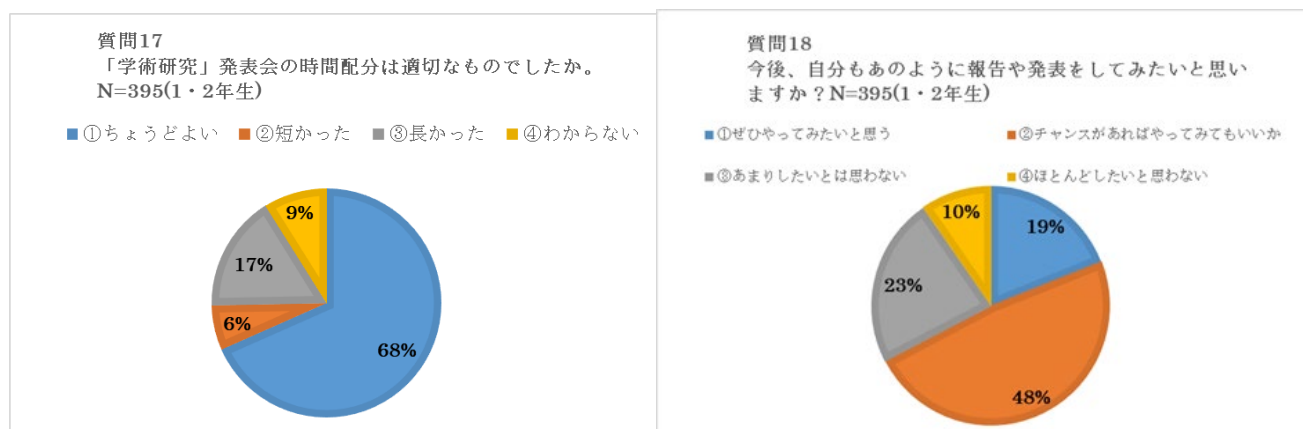 質問17
「学術研究」発表会の時間配分は適切なものでしたか。
N=395(1・2年生)
①ちょうどよい ②短かった ③長かった ④わからない
9%
17%
6%
68%
質問18
今後、自分もあのように報告や発表をしてみたいと思い
ますか？N=395(1・2年生)
①ぜひやってみたいと思う ②チャンスがあればやってみてもいいか
③あまりしたいとは思わない ④ほとんどしたいと思わない
10%
19%
23%
48%